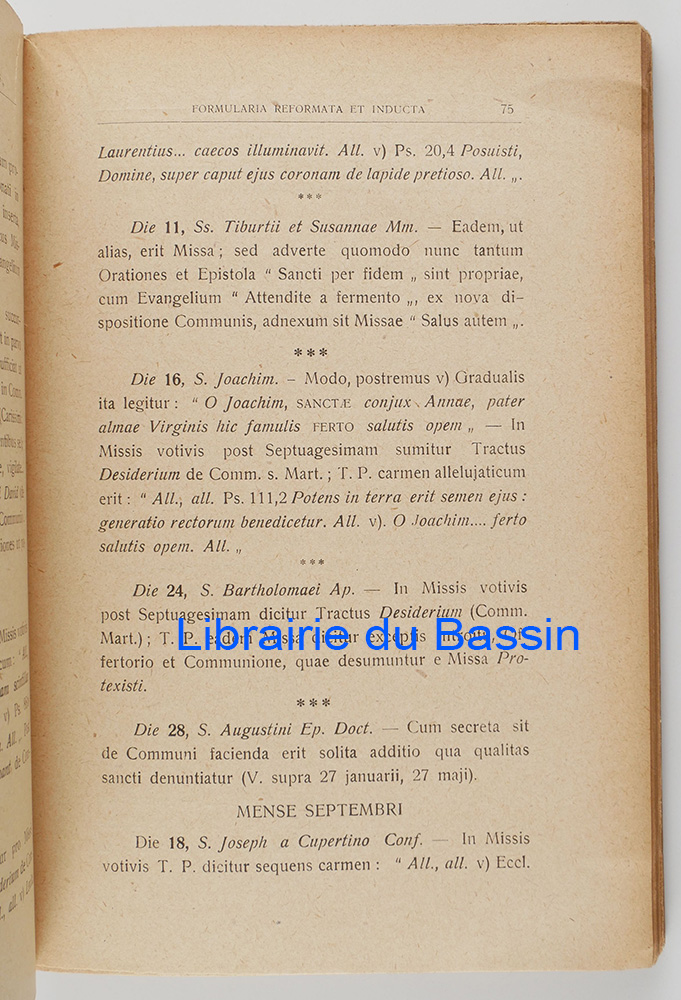 FORMULARIA REFORMATA ET INDUCTA 75
Laurentius... caecos illuminavit. All. v) Ps. 20,4 Posuisti,
Domine, super caput ejus coronam de lapide pretioso. All. „.
***
Die 11, Ss. Tiburtii et Susannae Mm. — Eadem, ut
alias, erit Missa ; sed adverte quomodo nunc tantum
Orationes et Epistola “ Sancti per fidem „ sint propriae,
cum Evangelium “ Attendite a fermento „, ex nova di-
spositione Communis, adnexum sit Missae “ Salus autem „.
***
Die 16, S. Joachim. – Modo, postremus v) Gradualis
ita legitur : “ O Joachim, SANCTÆ conjux Annae, pater
almae Virginis hic famulis FERTO salutis opem „ — In
Missis votivis post Septuagesimam sumitur Tractus
Desiderium de Comm. s. Mart. ; T. P. carmen allelujaticum
erit : “ All., all. Ps. 111,2 Potens in terra erit semen ejus :
generatio rectorum benedicetur. All. v). O Joachim.... ferto
salutis opem. All. „
***
Die 24, S. Bartholomaei Ap. — In Missis votivis
post Septuagesimam dicitur Tractus Desiderium (Comm.
Mart.) ; T. P. eadem Missa dicitur exceptis Introitu, Of-
fertorio et Communione, quae desumuntur e Missa Pro-
texisti.
***
Die 28, S. Augustini Ep. Doct. — Cum secreta sit
de Communi facienda erit solita additio qua qualitas
sancti denuntiatur (V. supra 27 januarii, 27 maji).
MENSE SEPTEMBRI
Die 18, S. Joseph a Cupertino Conf. — In Missis
votivis T. P. dicitur sequens carmen : “ All., all. v) Eccl.
Librairie du Bassin